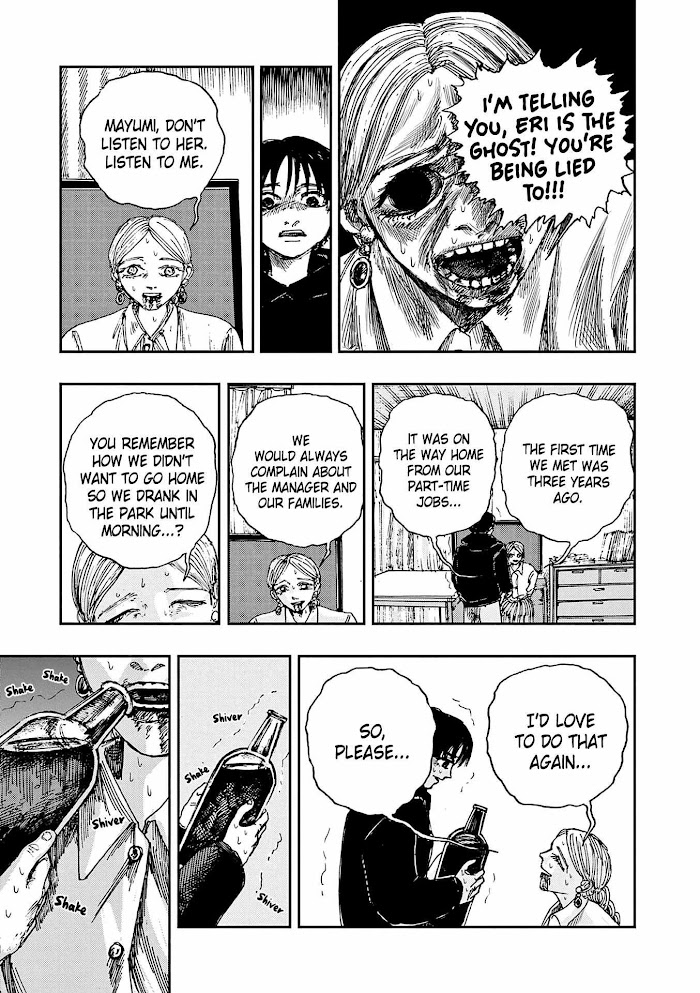 I'M TELLING
YOU, ERI IS THE
GHOST! YOU'RE
BEING LIED
TO!!!
MAYUMI, DON'T
LISTEN TO HER.
LISTEN TO ME.
THE FIRST TIME
WE MET WAS
THREE YEARS
AGO.
IT WAS ON
THE WAY HOME
FROM OUR
PART-TIME
JOBS...
WE
WOULD ALWAYS
COMPLAIN ABOUT
THE MANAGER AND
OUR FAMILIES.
YOU REMEMBER
HOW WE DIDN'T
WANT TO GO HOME
SO WE DRANK IN
THE PARK UNTIL
MORNING...?
I'D LOVE
TO DO THAT
AGAIN...
SO,
PLEASE...
Shiver
Shake
Shiver
Shake
Shake
Shiver
Shake